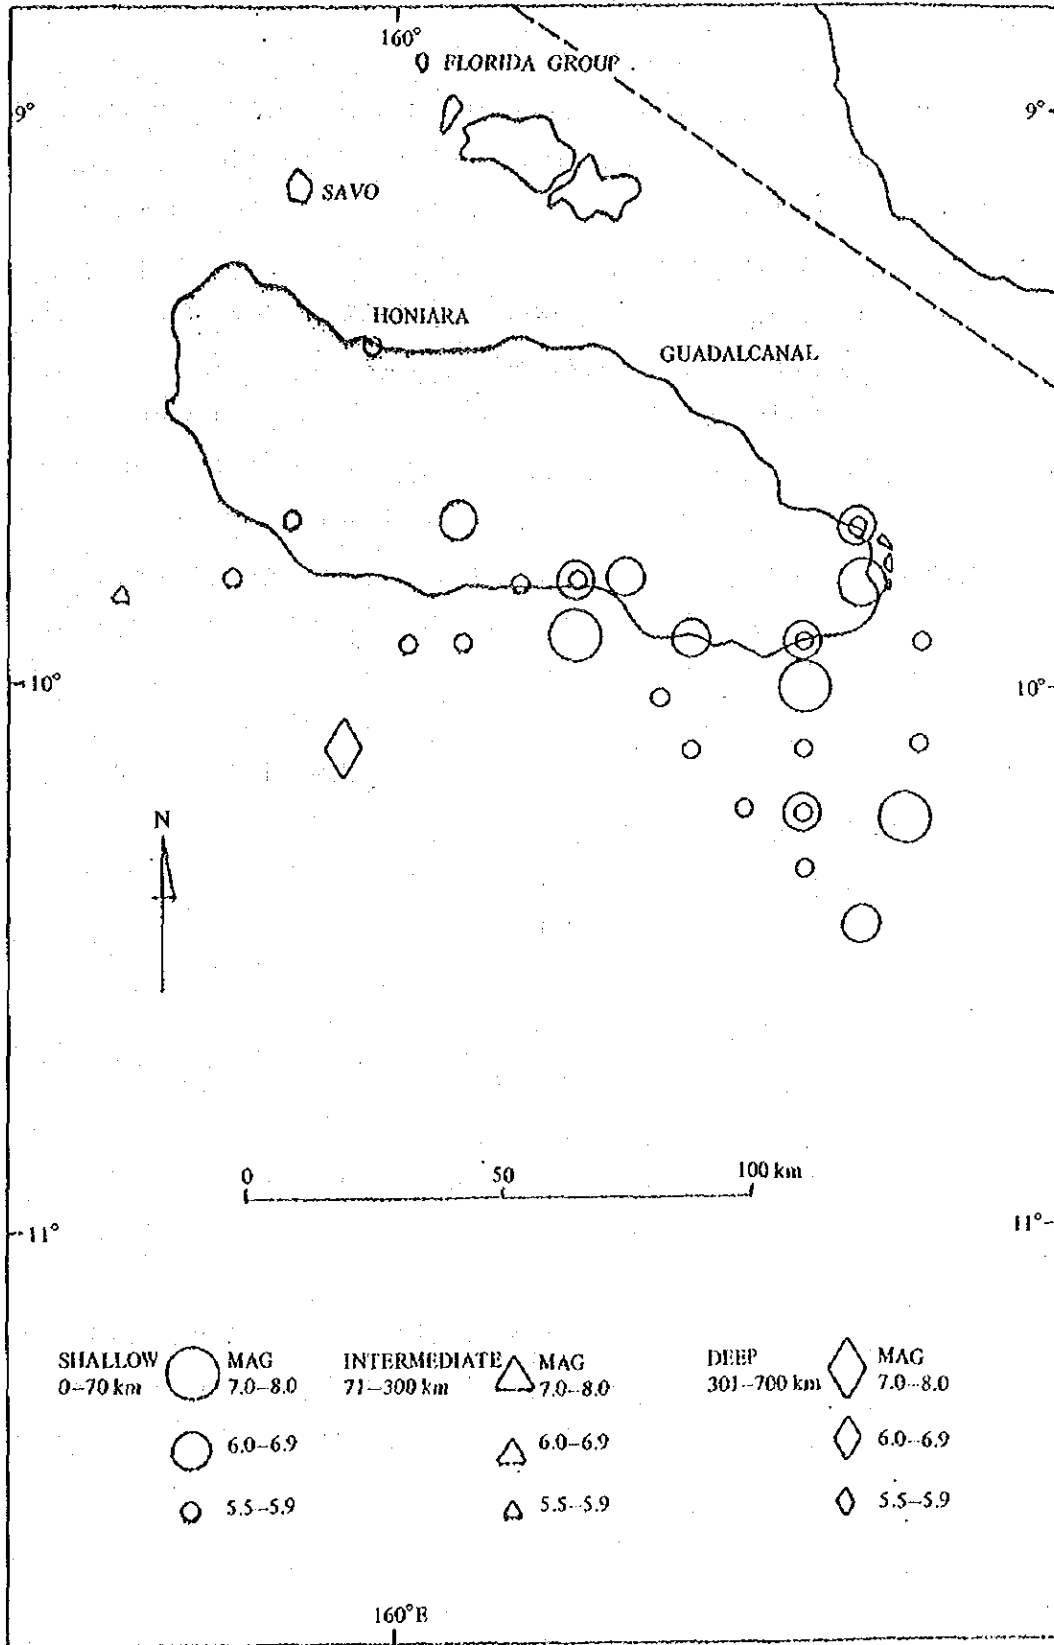 160°
FLORIDA GROUP
9°
9°
SAVO
HONIARA
GUADALCANAL
10°
10°
N
0 50 100 km
11°
11°
SHALLOW MAG INTERMEDIATE MAG DEEP MAG
0–70 km 7.0–8.0 71–300 km 7.0–8.0 301–700 km 7.0–8.0
6.0–6.9 6.0–6.9 6.0–6.9
5.5–5.9 5.5–5.9 5.5–5.9
160°E